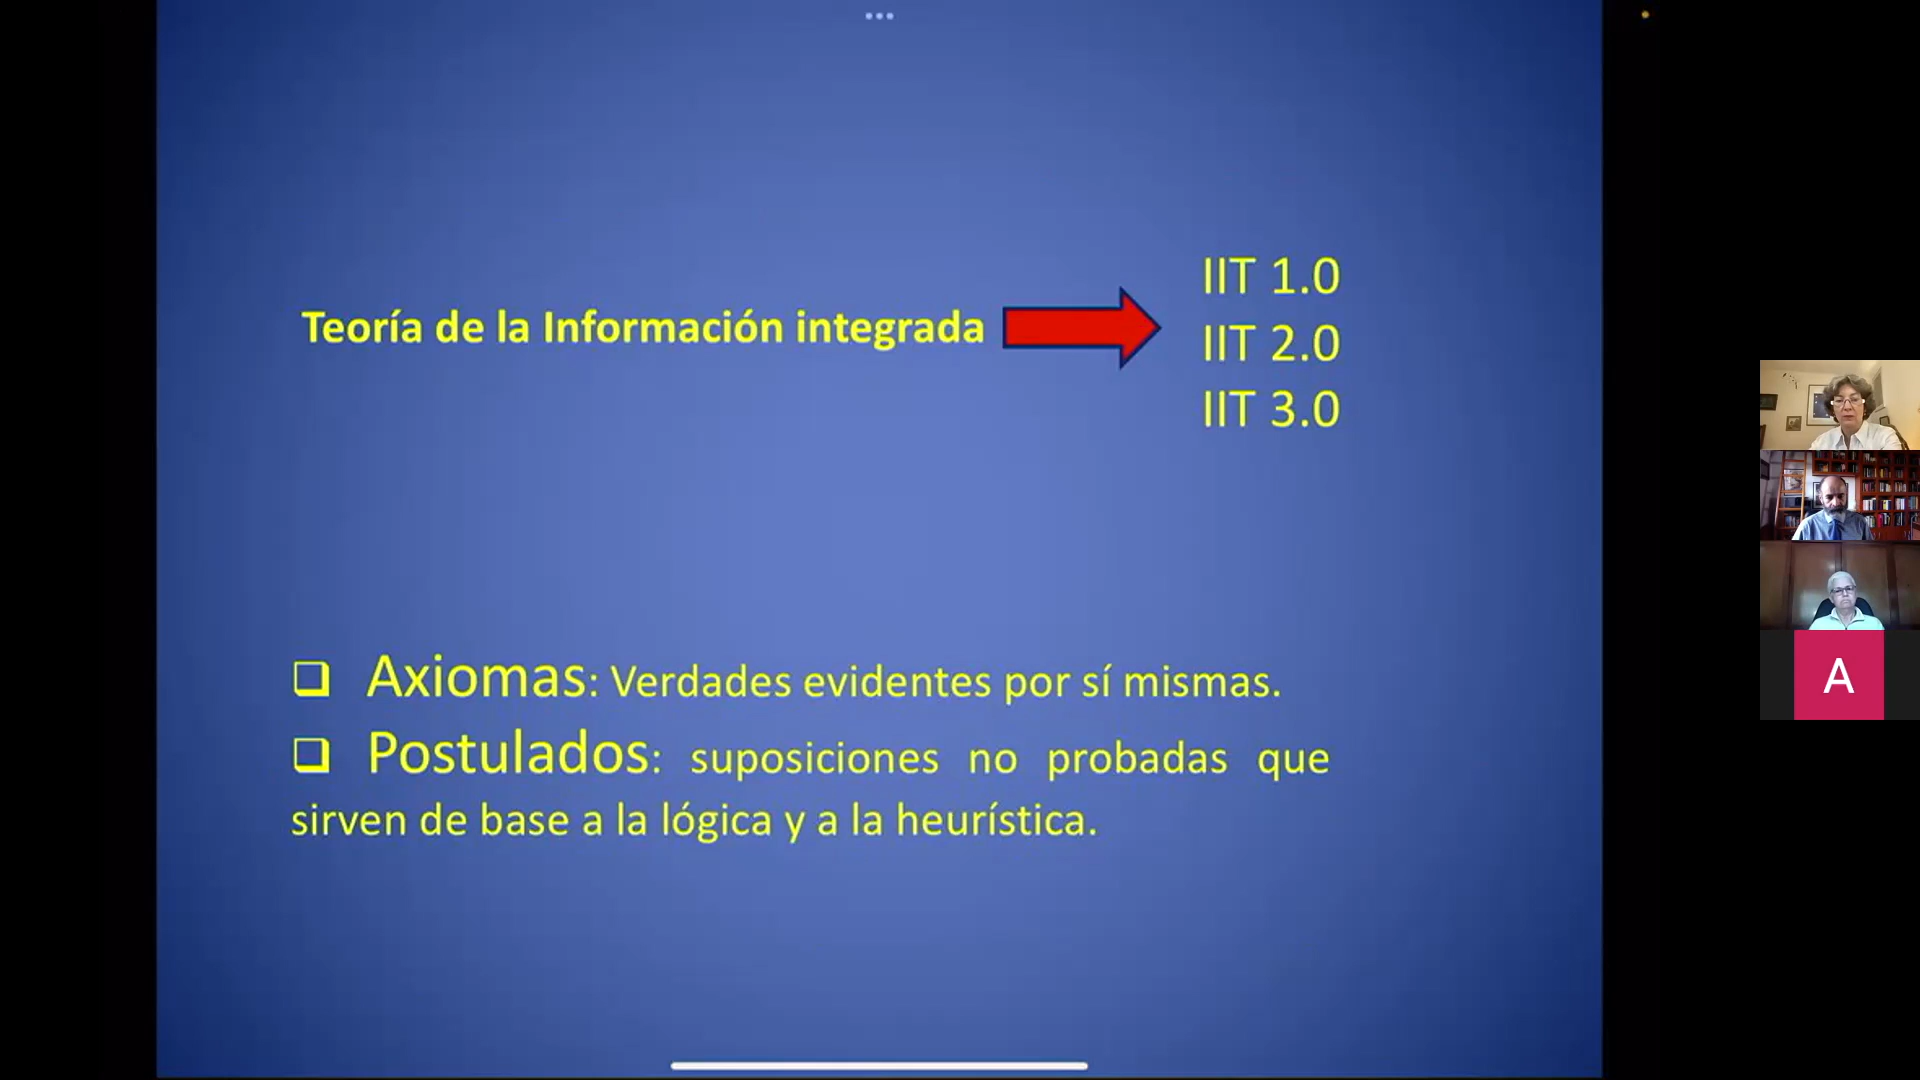 Teoría de la Información integrada
IIT 1.0
IIT 2.0
IIT 3.0
Axiomas: Verdades evidentes por sí mismas.
Postulados: suposiciones no probadas que
sirven de base a la lógica y a la heurística.
A